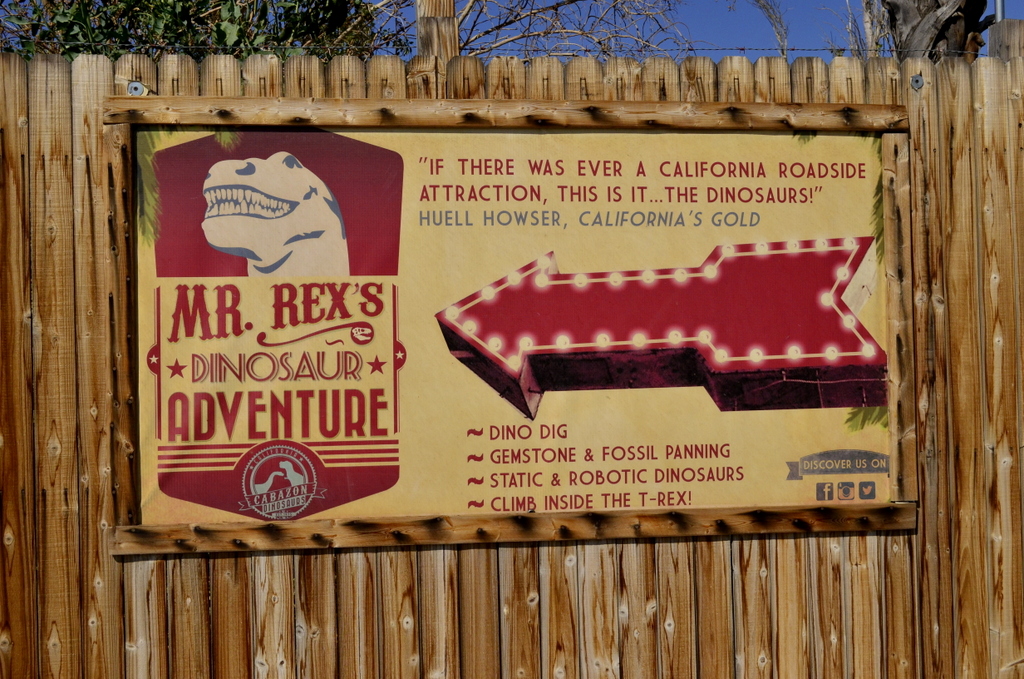 "IF THERE WAS EVER A CALIFORNIA ROADSIDE
ATTRACTION, THIS IS IT...THE DINOSAURS!"
HUELL HOWSER, CALIFORNIA'S GOLD
MR. REX'S
DINOSAUR
ADVENTURE
CALIFORNIA
CABAZON
DINOSAURS
~ DINO DIG
~ GEMSTONE & FOSSIL PANNING
~ STATIC & ROBOTIC DINOSAURS
~ CLIMB INSIDE THE T-REX!
DISCOVER US ON